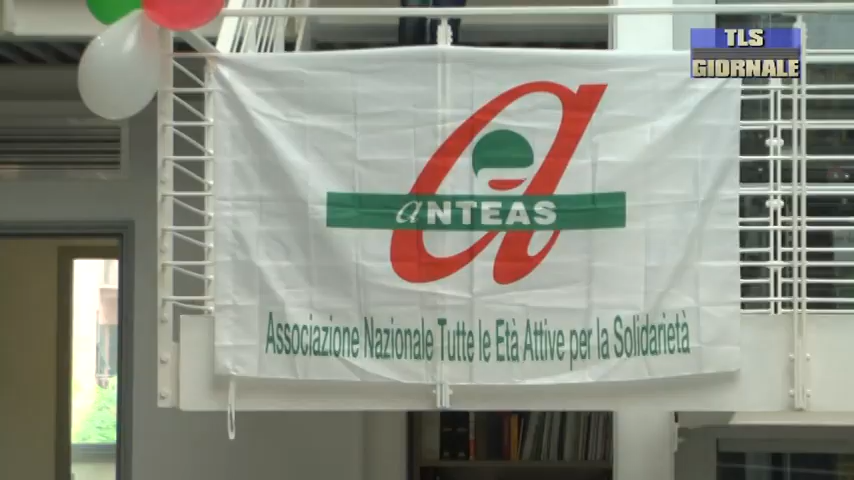 TLS
GIORNALE
aNTEAS
Associazione Nazionale Tutte le Età Attive per la Solidarietà